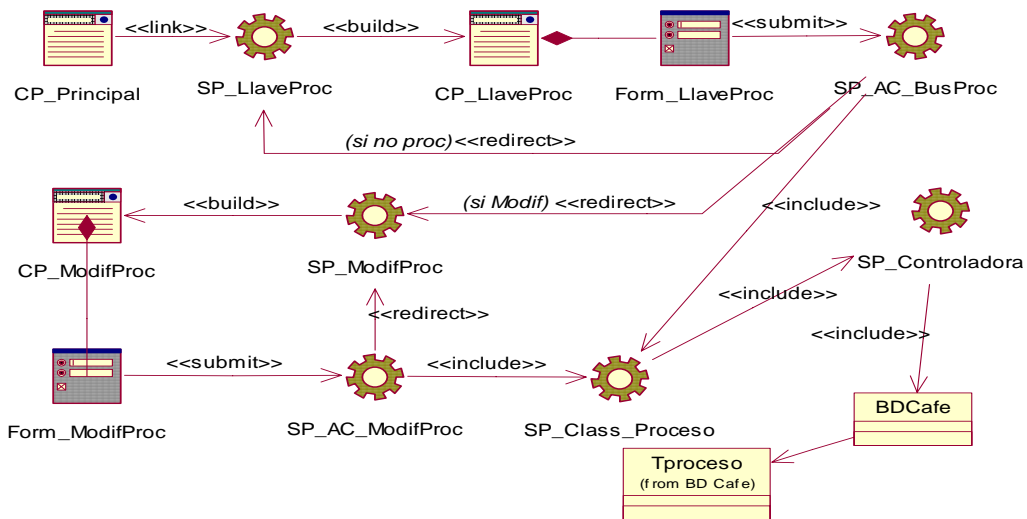 <<link>>
<<build>>
<<submit>>
CP_Principal
SP_LlaveProc
CP_LlaveProc
Form_LlaveProc
SP_AC_BusProc
(si no proc) <<redirect>>
<<build>>
(si Modif) <<redirect>>
<<include>>
CP_ModifProc
SP_ModifProc
SP_Controladora
<<include>>
<<redirect>>
<<include>>
<<submit>>
<<include>>
BDCafe
Form_ModifProc
SP_AC_ModifProc
SP_Class_Proceso
Tproceso
(from BD Cafe)